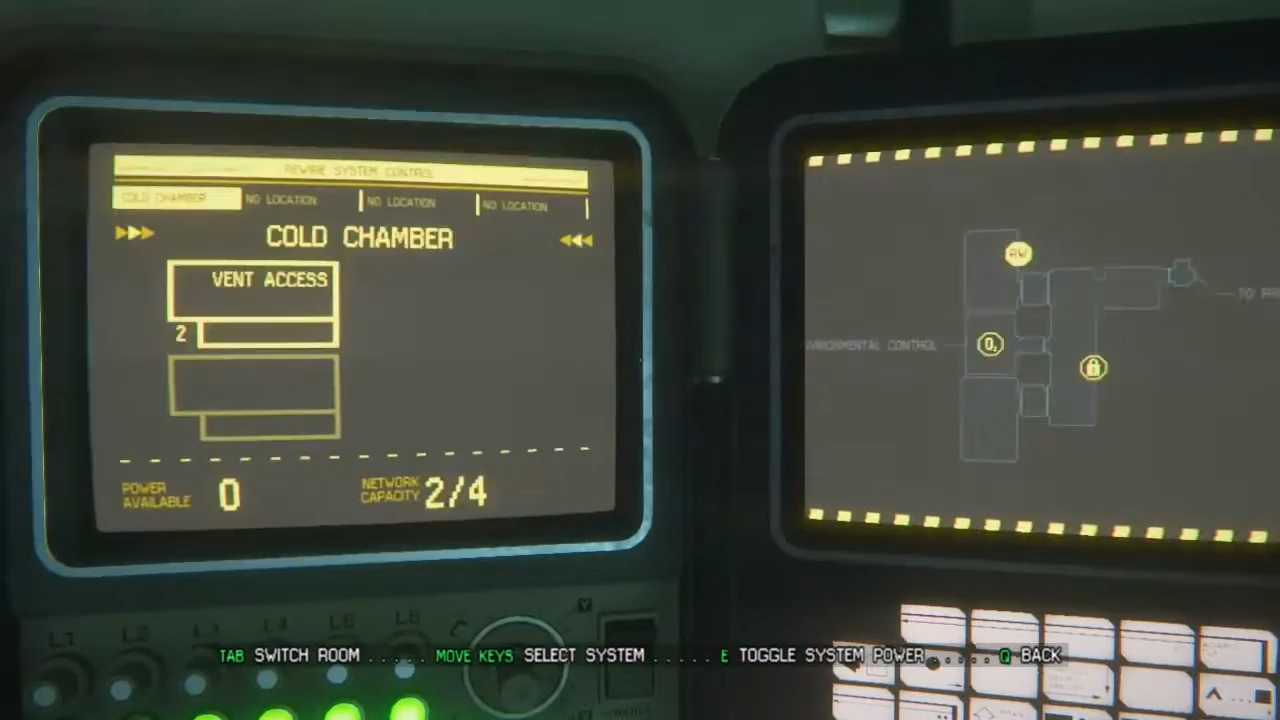 REWIRE SYSTEM CONTROL
COLD CHAMBER
NO LOCATION
NO LOCATION
NO LOCATION
COLD CHAMBER
VENT ACCESS
2
POWER AVAILABLE 0
NETWORK CAPACITY 2/4
RW
O₂
CONTROL
TO
L1 L2 L3 L4 L5 L6
TAB SWITCH ROOM ..... MOVE KEYS SELECT SYSTEM ..... E TOGGLE SYSTEM POWER ..... Q BACK